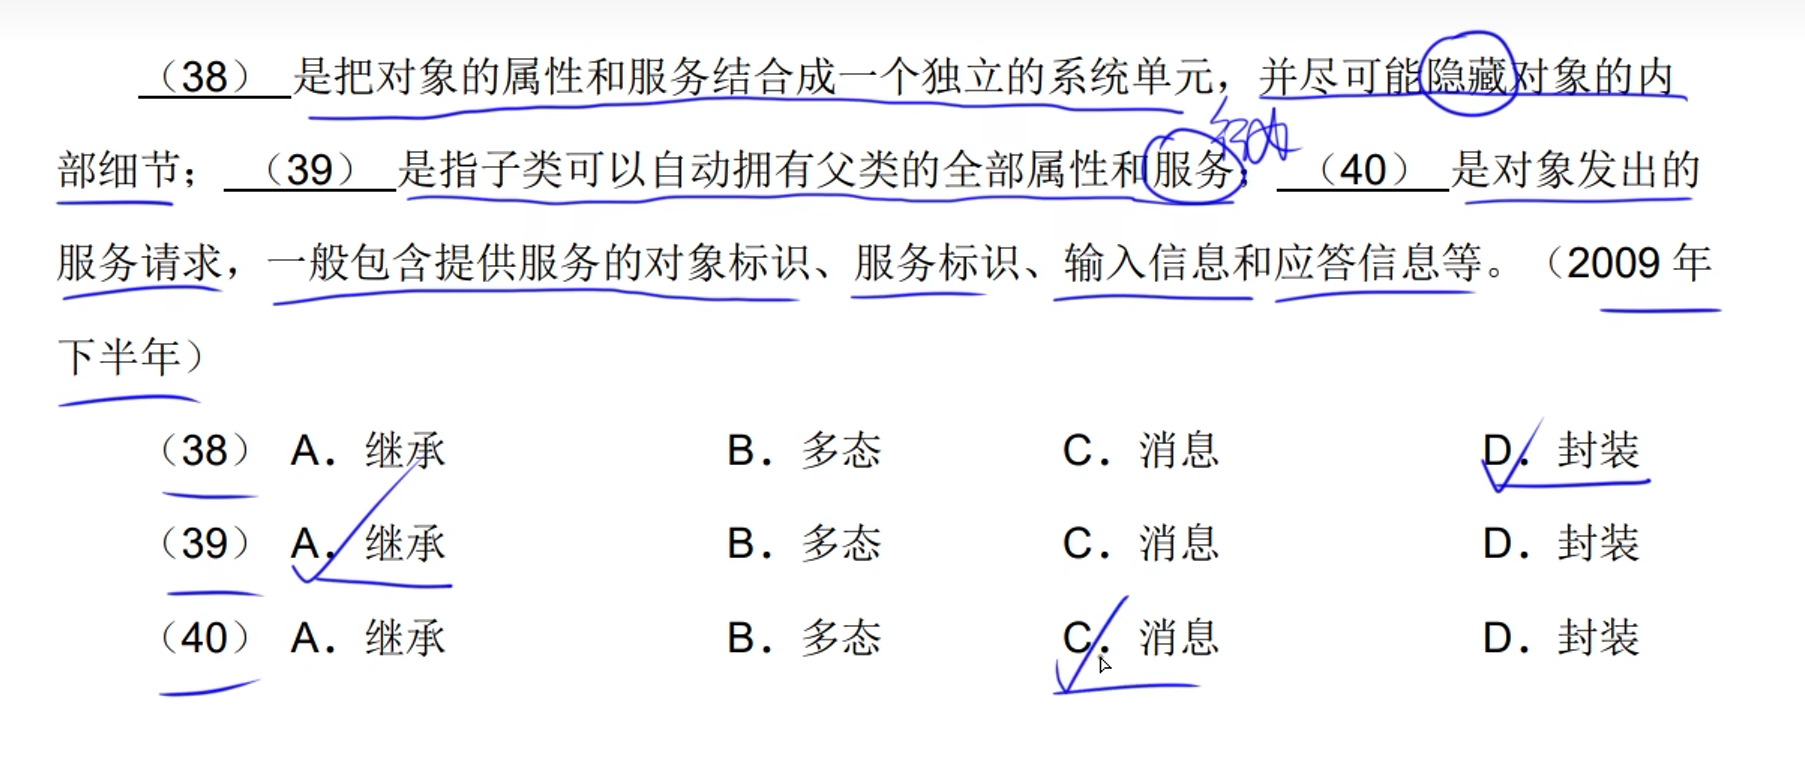 （38） 是把对象的属性和服务结合成一个独立的系统单元，并尽可能隐藏对象的内
部细节； （39） 是指子类可以自动拥有父类的全部属性和服务； （40） 是对象发出的
服务请求，一般包含提供服务的对象标识、服务标识、输入信息和应答信息等。（2009 年
下半年）
（38） A．继承 B．多态 C．消息 D．封装
（39） A．继承 B．多态 C．消息 D．封装
（40） A．继承 B．多态 C．消息 D．封装